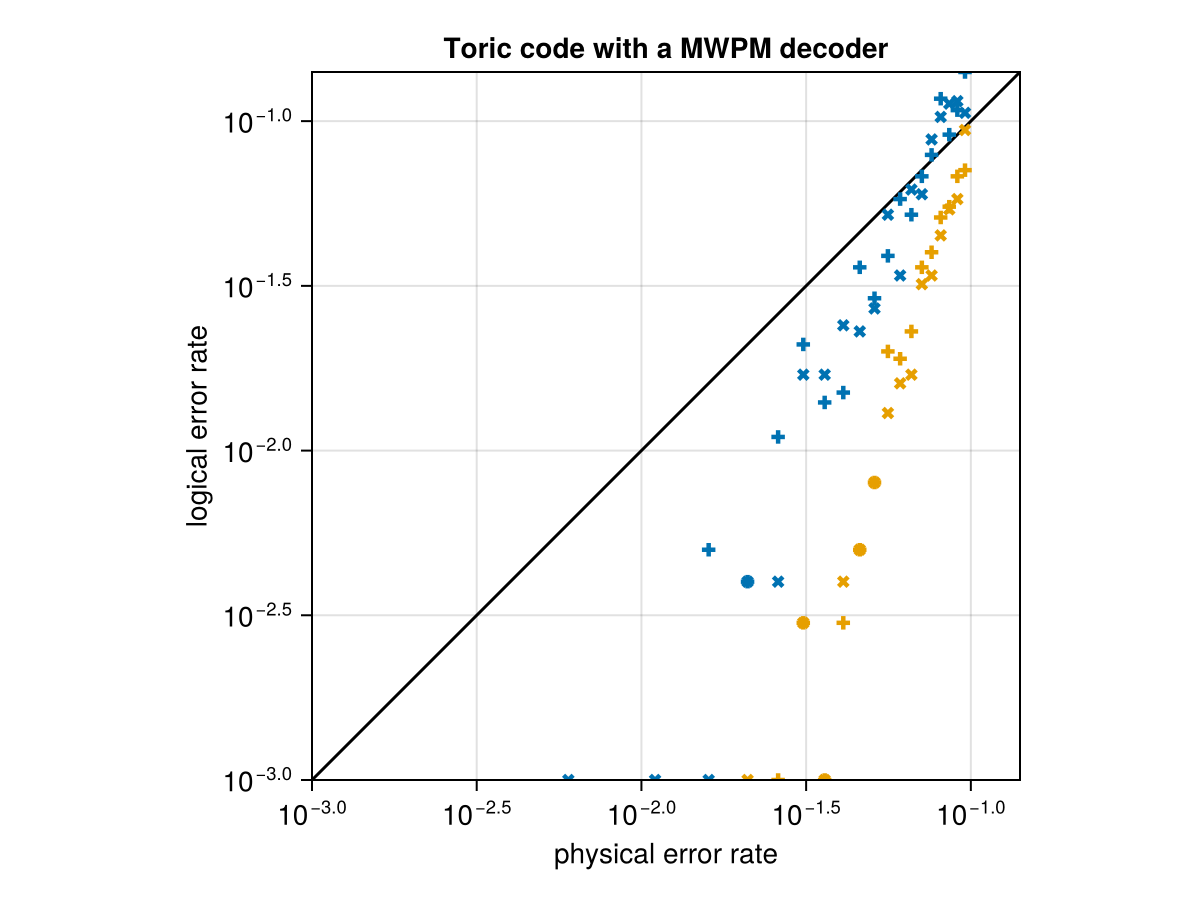 Toric code with a MWPM decoder
10⁻¹·⁰
10⁻¹·⁵
10⁻²·⁰
10⁻²·⁵
10⁻³·⁰
logical error rate
10⁻³·⁰ 10⁻²·⁵ 10⁻²·⁰ 10⁻¹·⁵ 10⁻¹·⁰
physical error rate